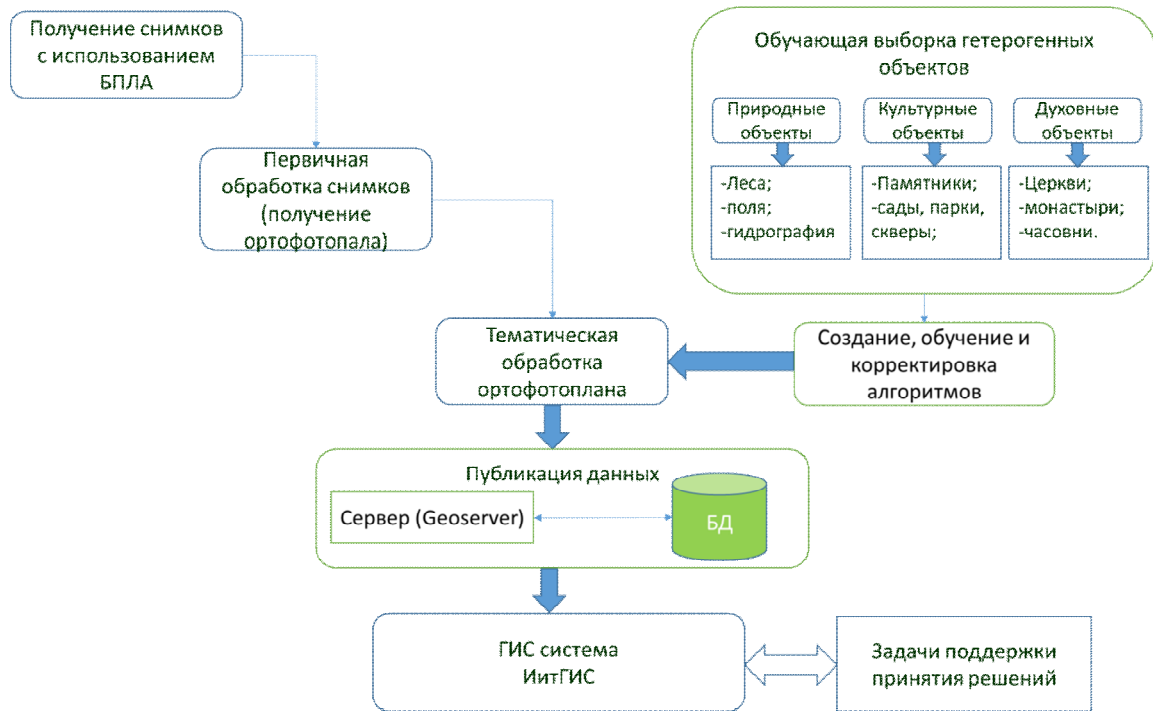 Получение снимков
с использованием
БПЛА
Обучающая выборка гетерогенных
объектов
Природные
объекты
Культурные
объекты
Духовные
объекты
-Леса;
-поля;
-гидрография
-Памятники;
-сады, парки,
скверы;
-Церкви;
-монастыри;
-часовни.
Первичная
обработка снимков
(получение
ортофотопала)
Тематическая
обработка
ортофотоплана
Создание, обучение и
корректировка
алгоритмов
Публикация данных
Сервер (Geoserver)
БД
ГИС система
ИитГИС
Задачи поддержки
принятия решений